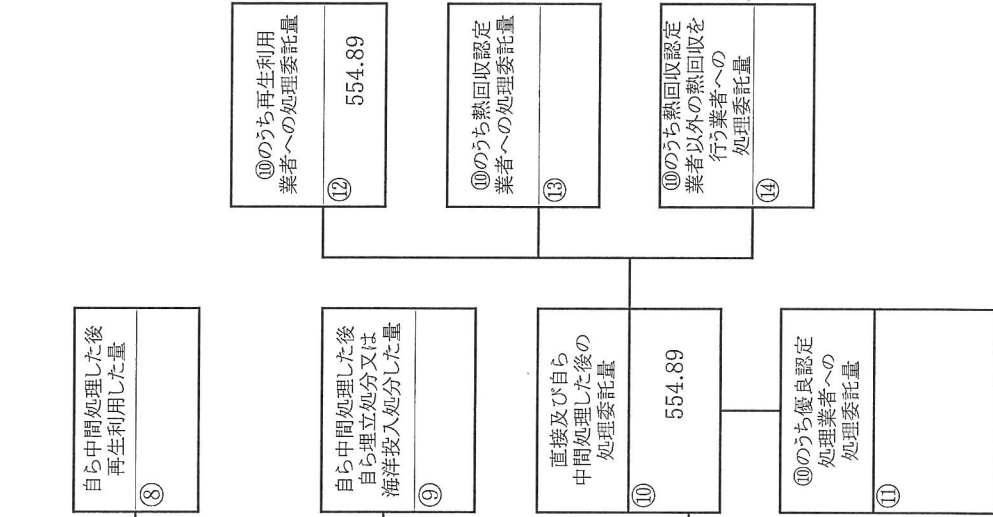 自ら中間処理した後
再生利用した量
⑧
自ら中間処理した後
自ら埋立処分又は
海洋投入処分した量
⑨
直接及び自ら
中間処理した後の
処理委託量
⑩
554.89
⑩のうち優良認定
処理業者への
処理委託量
⑪
⑩のうち再生利用
業者への処理委託量
⑫
554.89
⑩のうち熱回収認定
業者への処理委託量
⑬
⑩のうち熱回収認定
業者以外の熱回収を
行う業者への
処理委託量
⑭